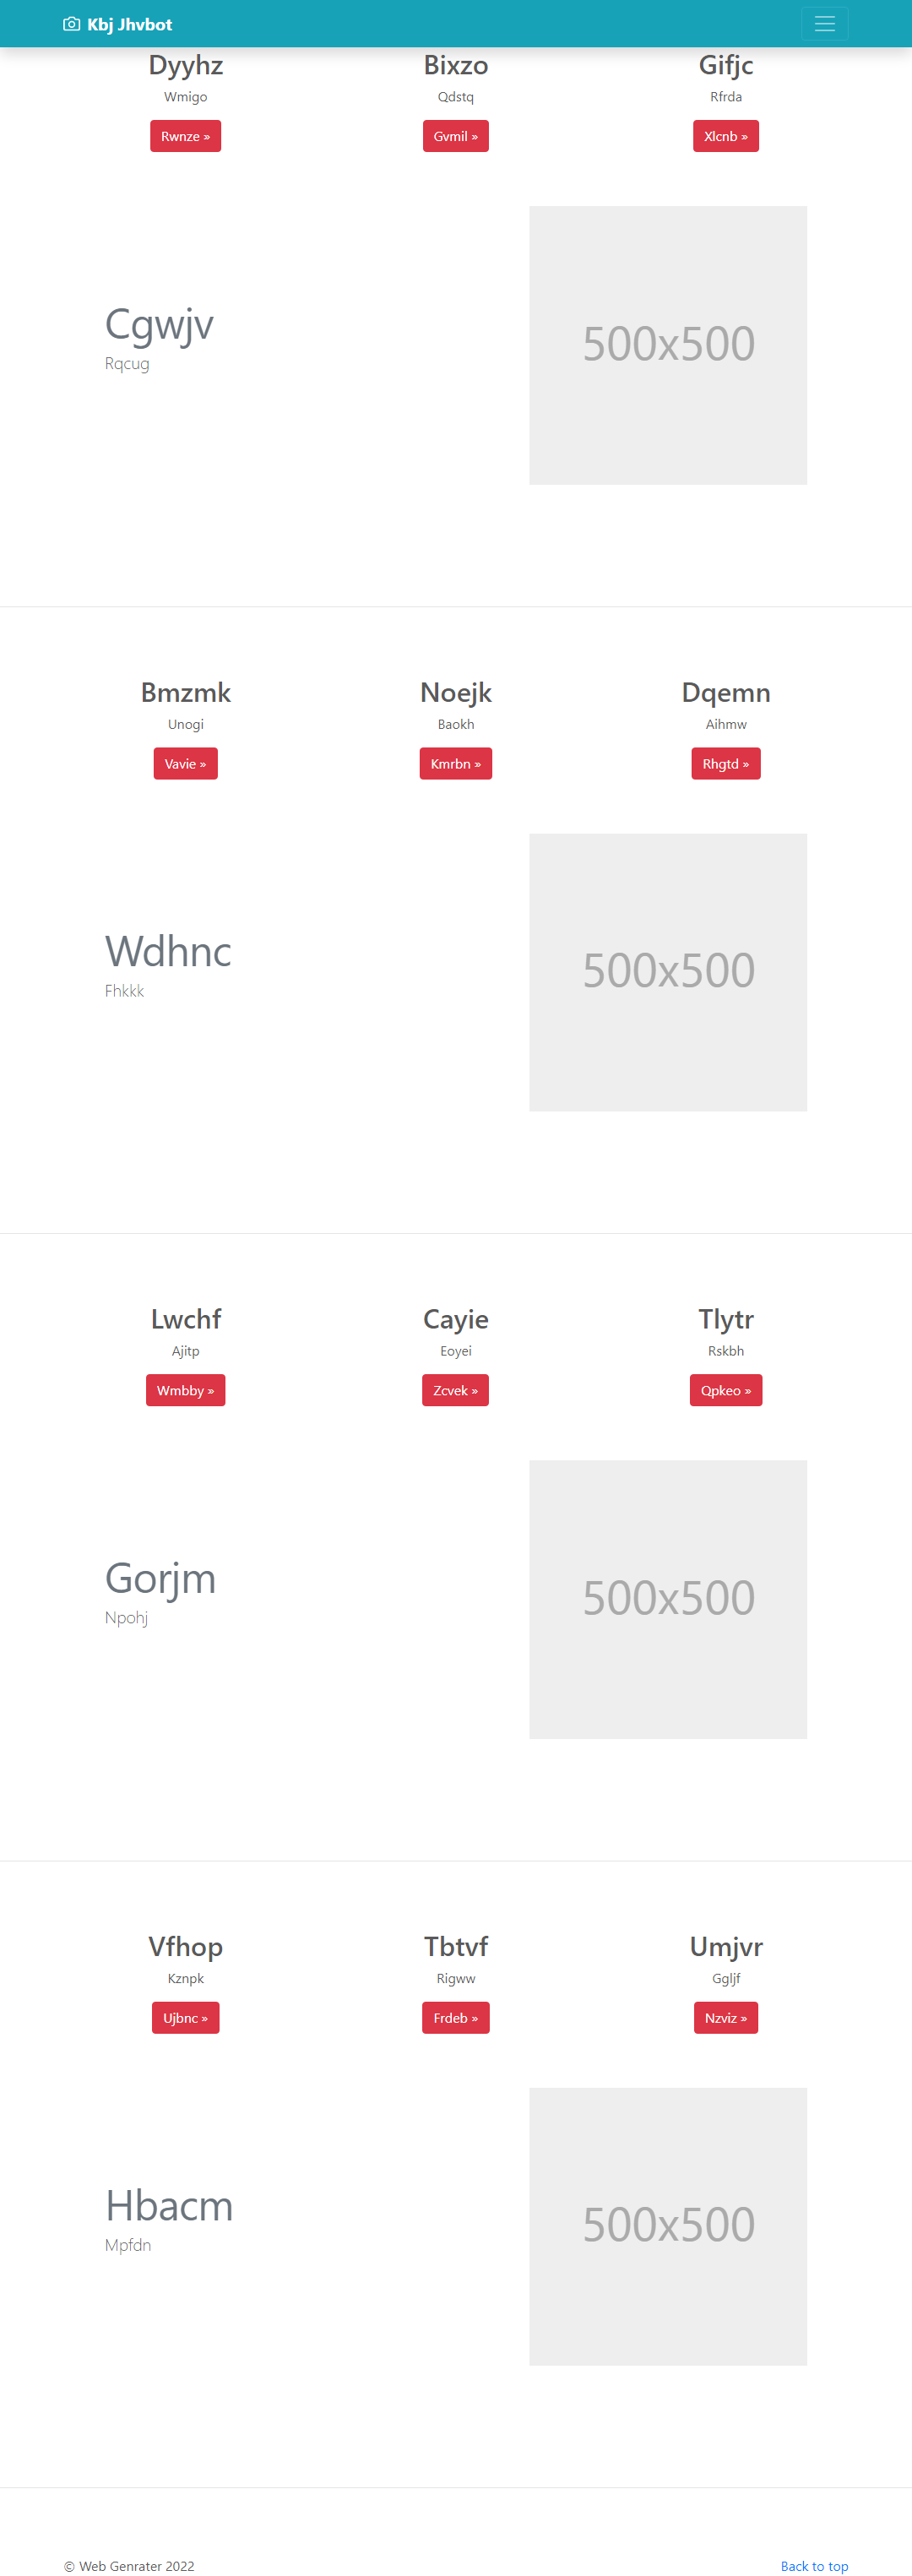 Kbj Jhvbot
Dyyhz Bixzo Gifjc
Wmigo Qdstq Rfrda
Rwnze » Gvmil » Xlcnb »
Cgwjv
Rqcug
500x500
Bmzmk Noejk Dqemn
Unogi Baokh Aihmw
Vavie » Kmrbn » Rhgtd »
Wdhnc
Fhkkk
500x500
Lwchf Cayie Tlytr
Ajitp Eoyei Rskbh
Wmbby » Zcvek » Qpkeo »
Gorjm
Npohj
500x500
Vfhop Tbtvf Umjvr
Kznpk Rigww Ggljf
Ujbnc » Frdeb » Nzviz »
Hbacm
Mpfdn
500x500
© Web Genrater 2022 Back to top